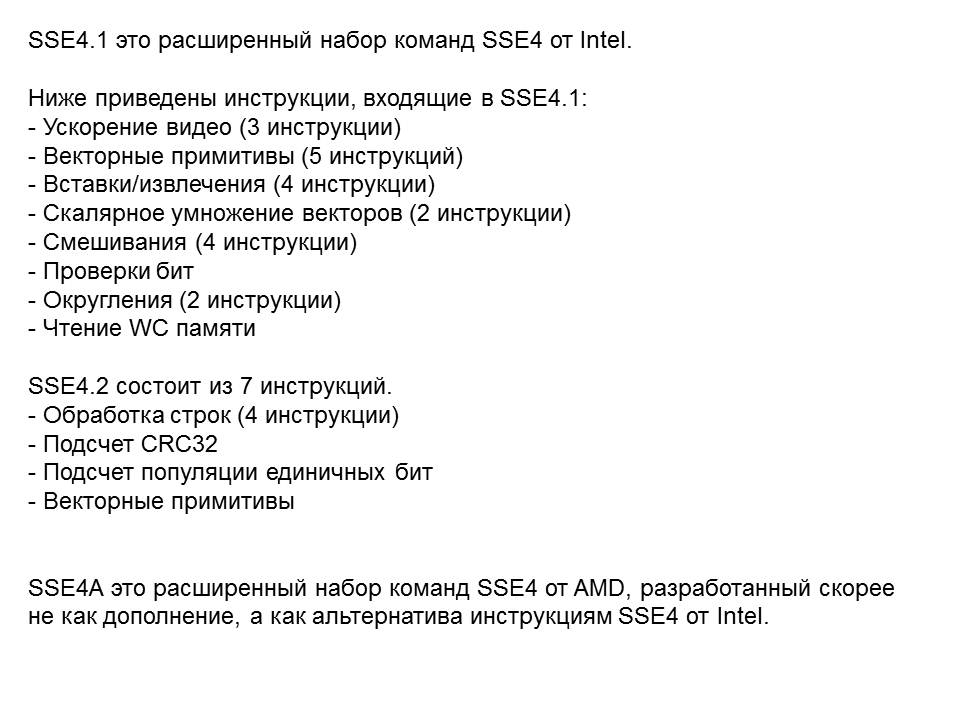 SSE4.1 это расширенный набор команд SSE4 от Intel.
Ниже приведены инструкции, входящие в SSE4.1:
- Ускорение видео (3 инструкции)
- Векторные примитивы (5 инструкций)
- Вставки/извлечения (4 инструкции)
- Скалярное умножение векторов (2 инструкции)
- Смешивания (4 инструкции)
- Проверки бит
- Округления (2 инструкции)
- Чтение WC памяти
SSE4.2 состоит из 7 инструкций.
- Обработка строк (4 инструкции)
- Подсчет CRC32
- Подсчет популяции единичных бит
- Векторные примитивы
SSE4A это расширенный набор команд SSE4 от AMD, разработанный скорее
не как дополнение, а как альтернатива инструкциям SSE4 от Intel.